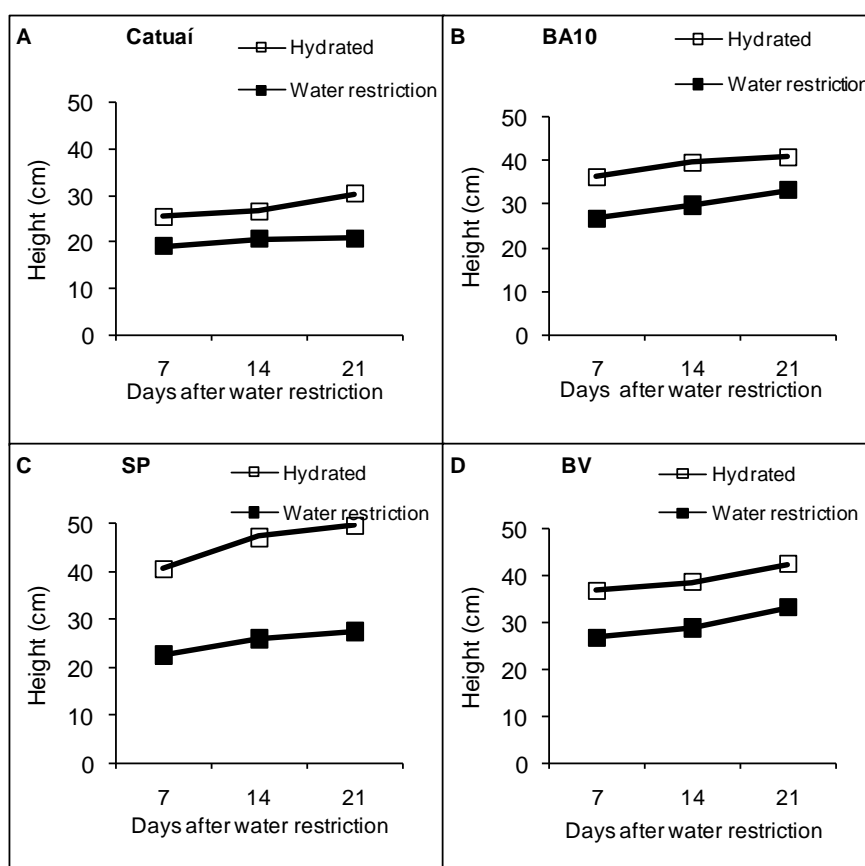 A Catuaí
Hydrated
Water restriction
50
40
30
20
10
0
Height (cm)
7 14 21
Days after water restriction
B BA10
Hydrated
Water restriction
50
40
30
20
10
0
Height (cm)
7 14 21
Days after water restriction
C SP
Hydrated
Water restriction
50
40
30
20
10
0
Height (cm)
7 14 21
Days after water restriction
D BV
Hydrated
Water restriction
50
40
30
20
10
0
Height (cm)
7 14 21
Days after water restriction